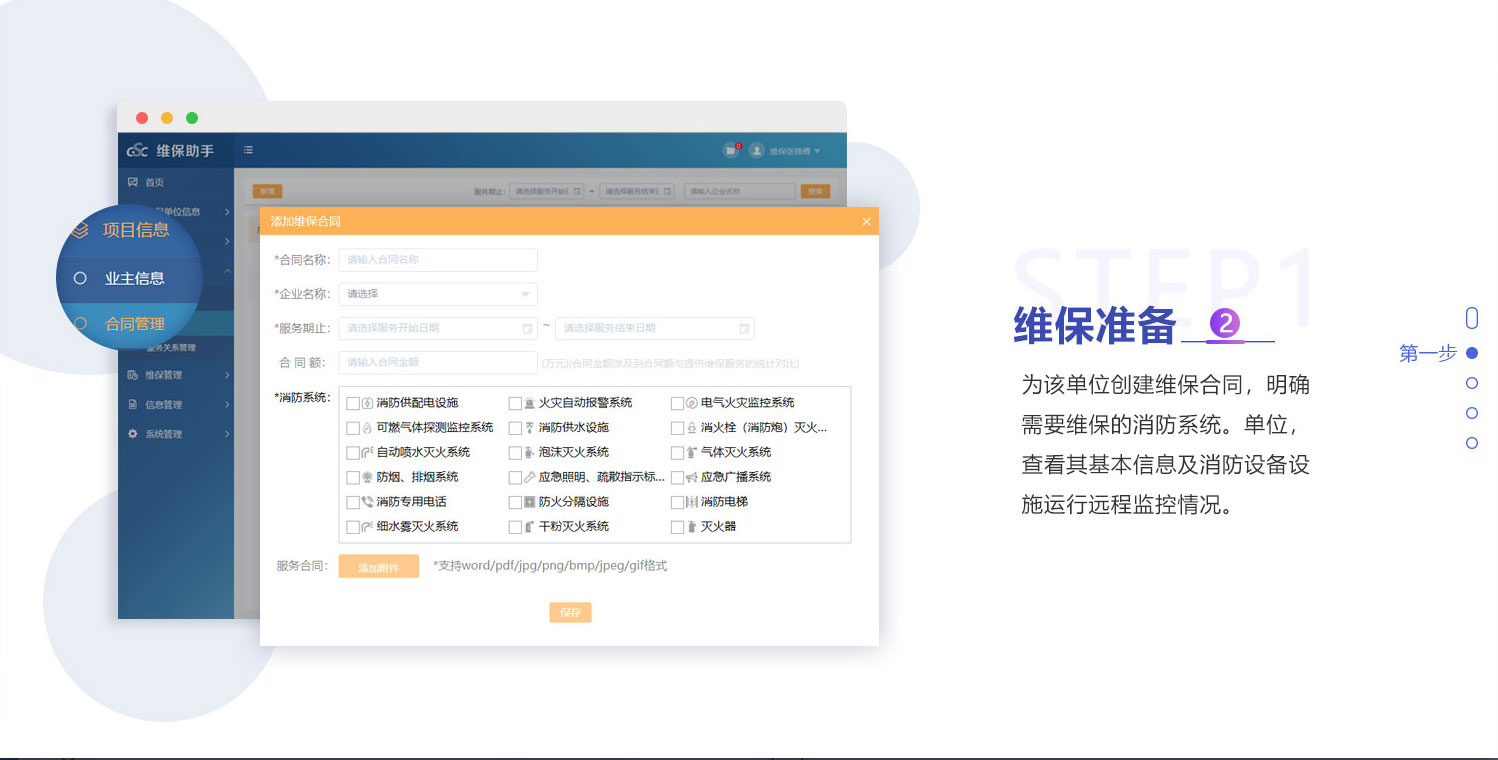 GSC 维保助手
维保张师傅
首页
单位信息
新增
服务期止:
请选择服务开始
~
请选择服务结束
请输入企业名称
搜索
项目信息
业主信息
合同管理
服务关系管理
维保管理
信息管理
系统管理
添加维保合同
*合同名称:
请输入合同名称
*企业名称:
请选择
*服务期止:
请选择服务开始日期
~
请选择服务结束日期
合 同 额:
请输入合同金额
(万元)(合同金额涉及到合同额与提供维保服务的统计对比)
*消防系统:
消防供配电设施
火灾自动报警系统
电气火灾监控系统
可燃气体探测监控系统
消防供水设施
消火栓（消防炮）灭火...
自动喷水灭火系统
泡沫灭火系统
气体灭火系统
防烟、排烟系统
应急照明、疏散指示标...
应急广播系统
消防专用电话
防火分隔设施
消防电梯
细水雾灭火系统
干粉灭火系统
灭火器
服务合同:
添加附件
*支持word/pdf/jpg/png/bmp/jpeg/gif格式
保存
STEP1
维保准备 2
为该单位创建维保合同，明确
需要维保的消防系统。单位，
查看其基本信息及消防设备设
施运行远程监控情况。
第一步